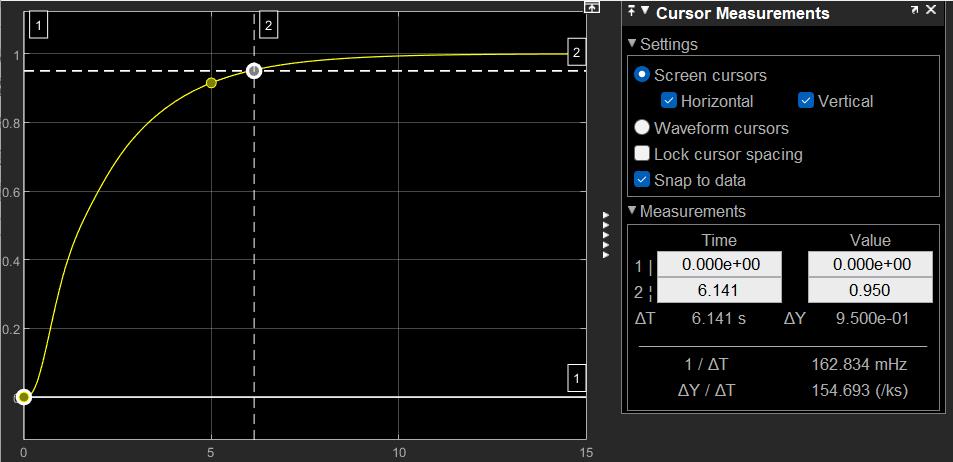 1
2
1
0.8
0.6
0.4
0.2
0
0
5
10
15
2
1
Cursor Measurements
Settings
Screen cursors
Horizontal Vertical
Waveform cursors
Lock cursor spacing
Snap to data
Measurements
Time Value
1 | 0.000e+00 0.000e+00
2 ¦ 6.141 0.950
ΔT 6.141 s ΔY 9.500e-01
1 / ΔT 162.834 mHz
ΔY / ΔT 154.693 (/ks)